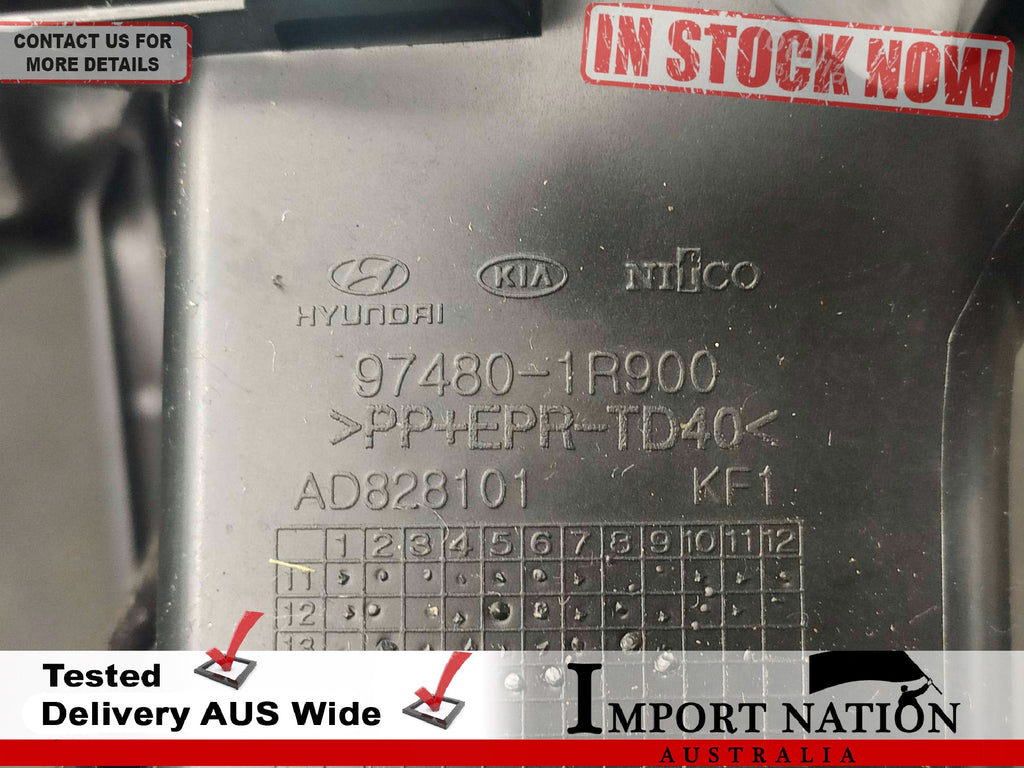 CONTACT US FOR
MORE DETAILS
IN STOCK NOW
HYUNDAI
KIA
NIfCO
97480-1R900
>PP+EPR-TD40<
AD828101 KF1
1 2 3 4 5 6 7 8 9 10 11 12
11
12
13
Tested
Delivery AUS Wide
IMPORT NATION
AUSTRALIA